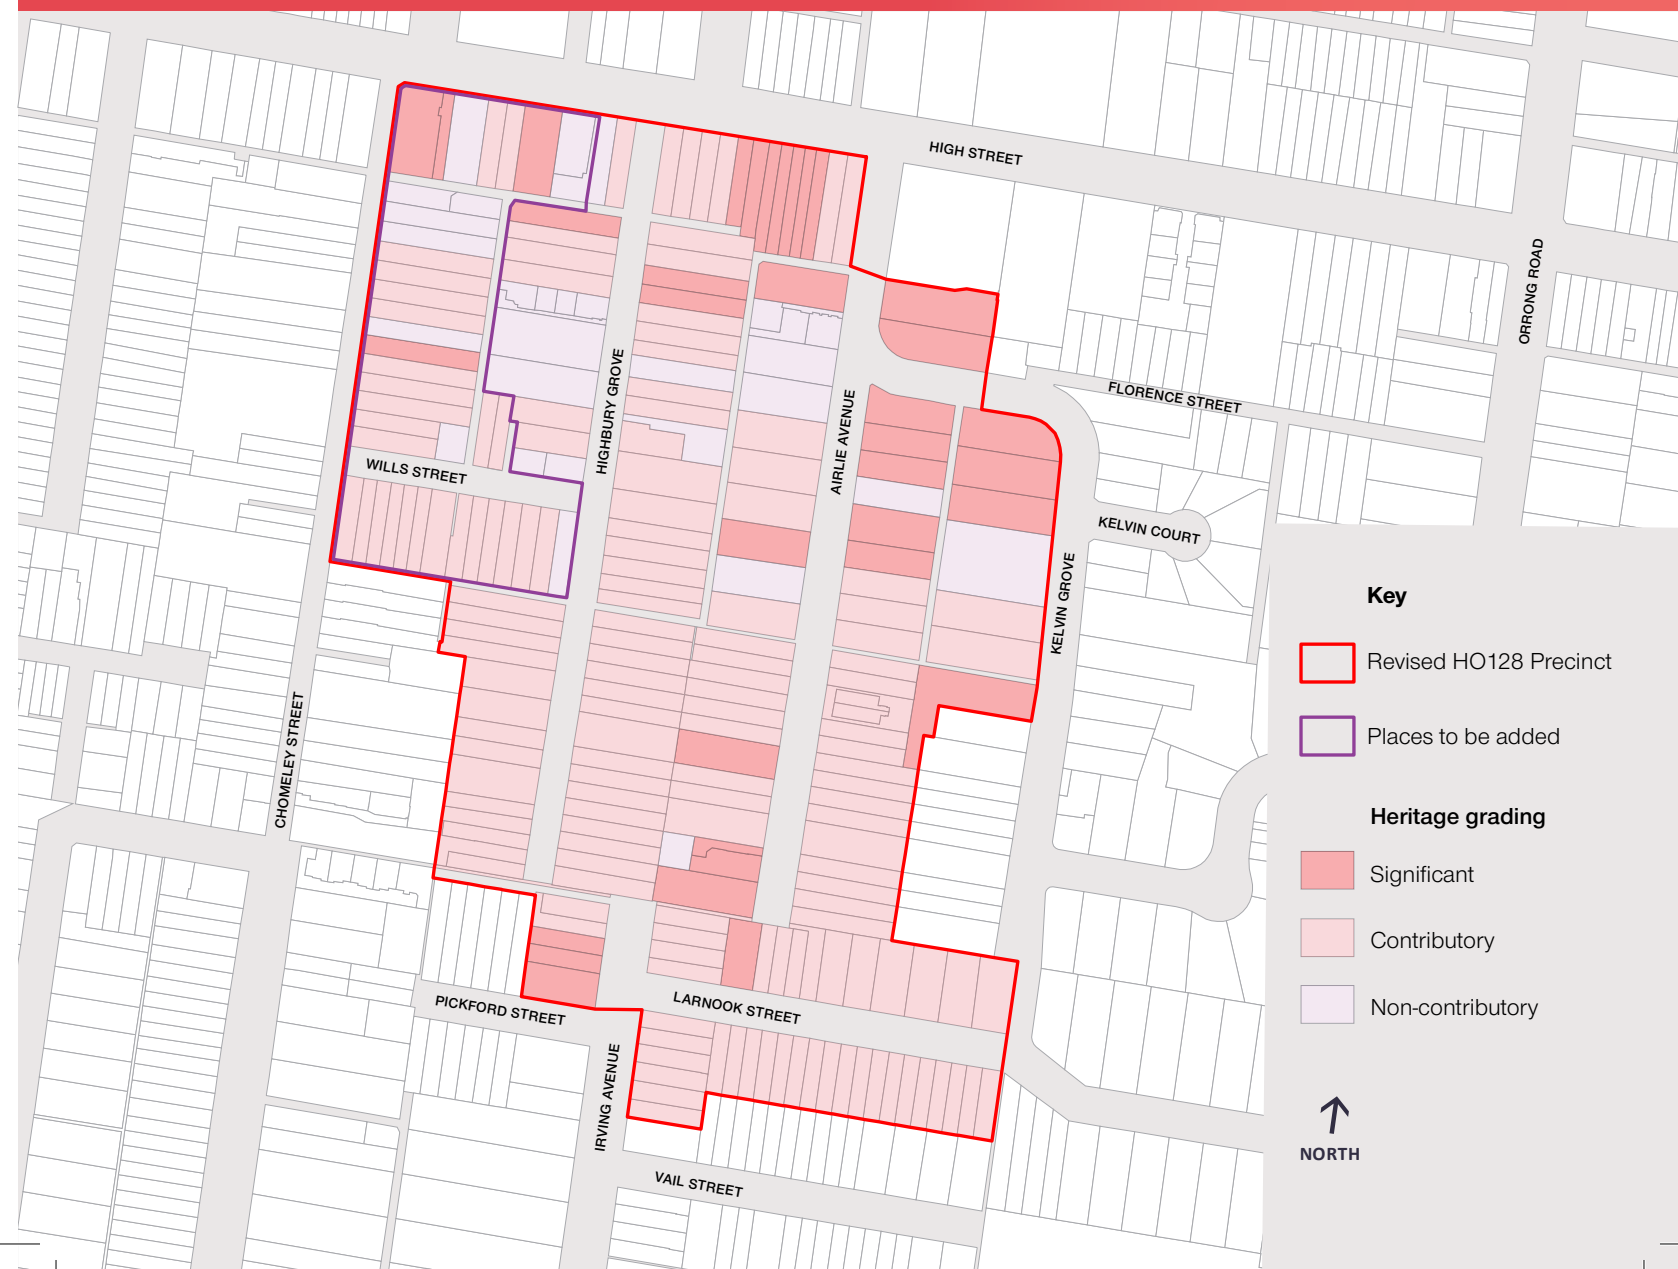 HIGH STREET
ORRONG ROAD
HIGHBURY GROVE
AIRLIE AVENUE
FLORENCE STREET
WILLS STREET
KELVIN COURT
KELVIN GROVE
CHOMELEY STREET
PICKFORD STREET
LARNOOK STREET
IRVING AVENUE
VAIL STREET
Key
Revised HO128 Precinct
Places to be added
Heritage grading
Significant
Contributory
Non-contributory
NORTH